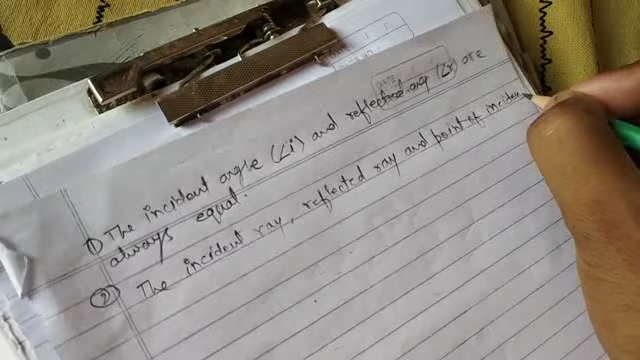 1) The incident angle (∠i) and reflected ang (∠r) are
always equal.
2) The incident ray, reflected ray and point of inciden